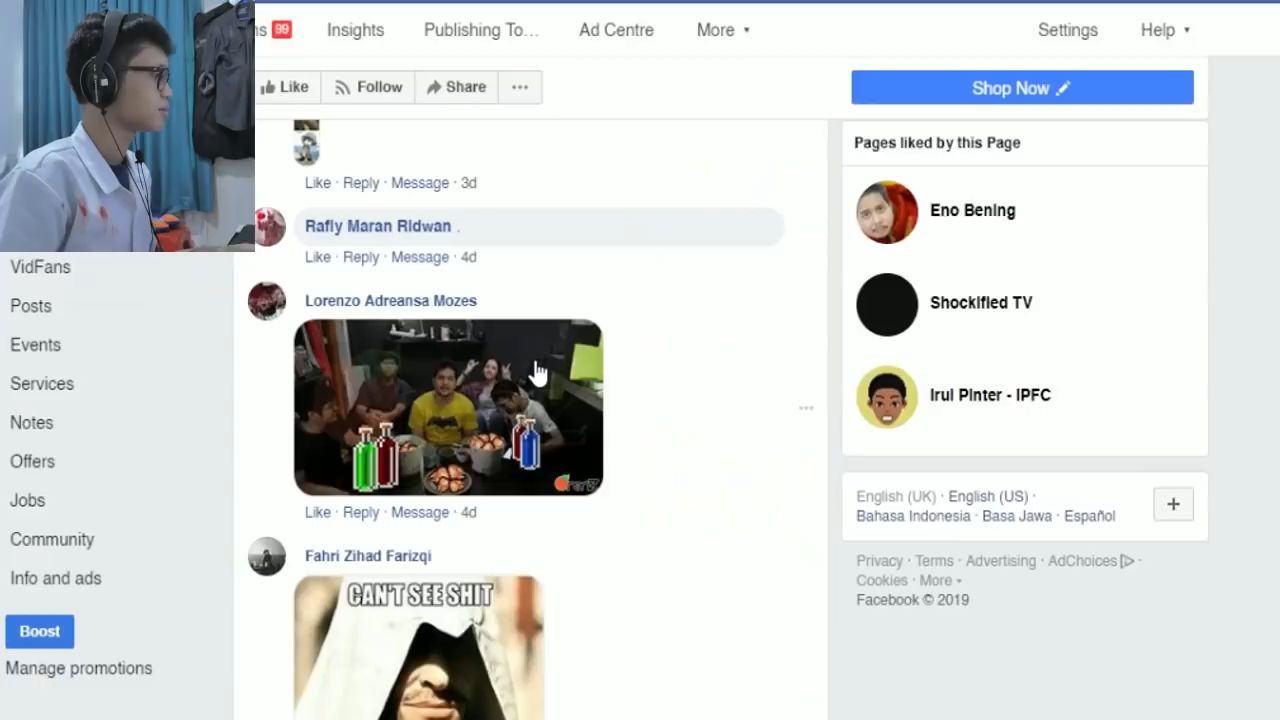 99
Insights
Publishing To...
Ad Centre
More
Settings
Help
Like
Follow
Share
...
Shop Now
Like · Reply · Message · 3d
Rafly Maran Ridwan .
Like · Reply · Message · 4d
Lorenzo Adreansa Mozes
Like · Reply · Message · 4d
Fahri Zihad Farizqi
CAN'T SEE SHIT
VidFans
Posts
Events
Services
Notes
Offers
Jobs
Community
Info and ads
Boost
Manage promotions
Pages liked by this Page
Eno Bening
Shockified TV
Irul Pinter - IPFC
English (UK) · English (US) ·
Bahasa Indonesia · Basa Jawa · Español
Privacy · Terms · Advertising · AdChoices ·
Cookies · More
Facebook © 2019